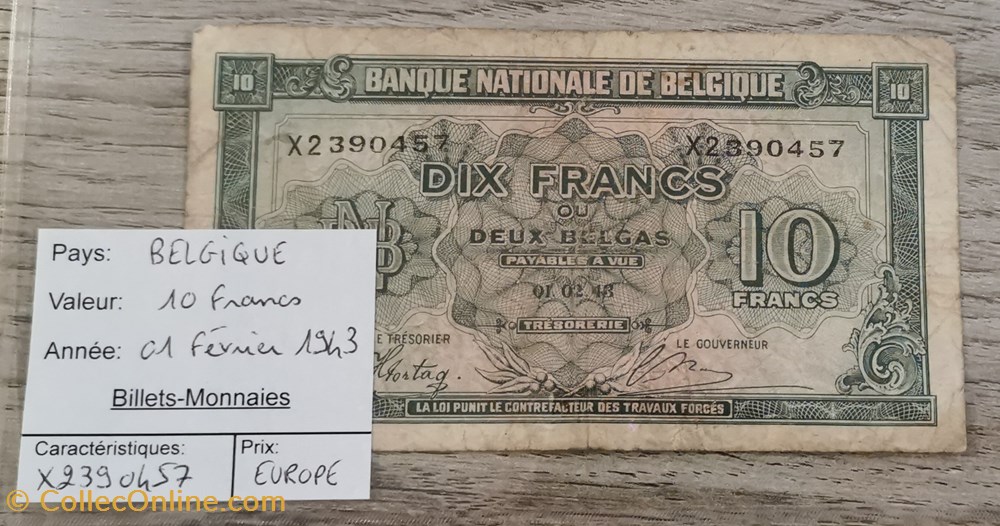 10 BANQUE NATIONALE DE BELGIQUE 10
X2390457 X2390457
DIX FRANCS
OU
DEUX BELGAS
PAYABLES A VUE
NB
10
FRANCS
01.02.43
TRÉSORERIE
E TRÉSORIER
LE GOUVERNEUR
LA LOI PUNIT LE CONTREFACTEUR DES TRAVAUX FORCÉS
Pays: BELGIQUE
Valeur: 10 Francs
Année: 01 Février 1943
Billets-Monnaies
Caractéristiques:
X2390457
Prix:
EUROPE
© CollecOnline.com